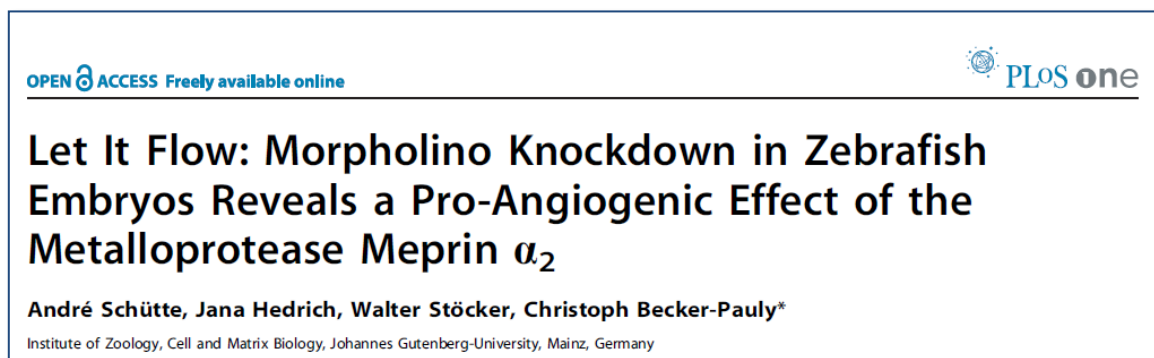 OPEN ACCESS Freely available online
PLoS one
Let It Flow: Morpholino Knockdown in Zebrafish
Embryos Reveals a Pro-Angiogenic Effect of the
Metalloprotease Meprin α₂
André Schütte, Jana Hedrich, Walter Stöcker, Christoph Becker-Pauly*
Institute of Zoology, Cell and Matrix Biology, Johannes Gutenberg-University, Mainz, Germany